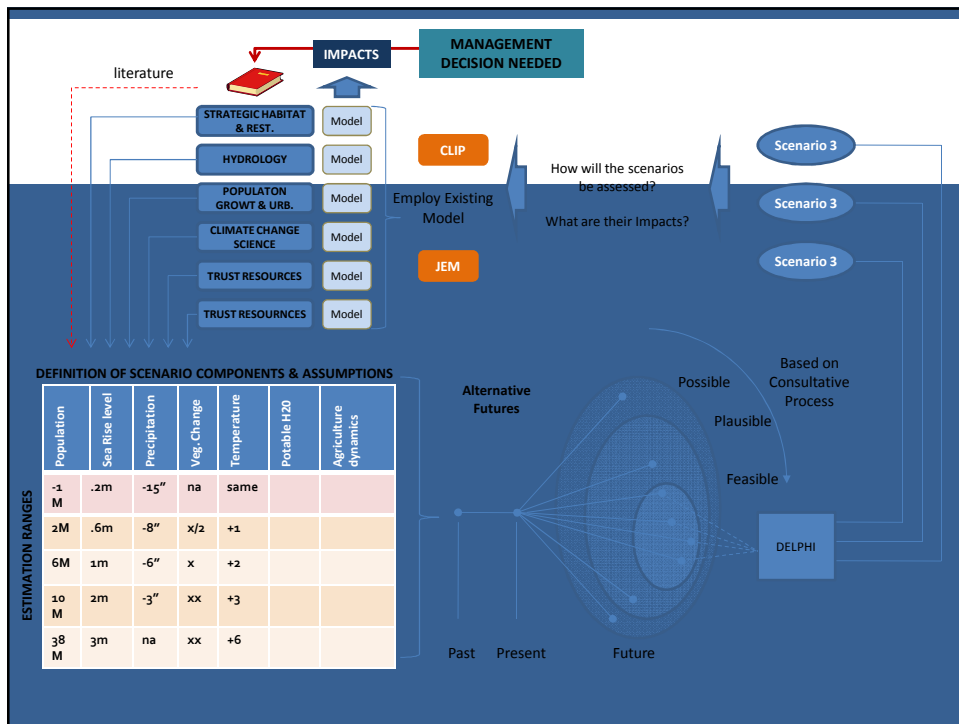 MANAGEMENT
DECISION NEEDED
IMPACTS
literature
STRATEGIC HABITAT
& REST.
Model
HYDROLOGY
Model
POPULATON
GROWT & URB.
Model
CLIMATE CHANGE
SCIENCE
Model
TRUST RESOURCES
Model
TRUST RESOURNCES
Model
CLIP
Employ Existing
Model
JEM
How will the scenarios
be assessed?
What are their Impacts?
Scenario 3
Scenario 3
Scenario 3
DEFINITION OF SCENARIO COMPONENTS & ASSUMPTIONS
ESTIMATION RANGES
Population Sea Rise level Precipitation Veg. Change Temperature Potable H20 Agriculture
dynamics
-1 .2m -15” na same
M
2M .6m -8” x/2 +1
6M 1m -6” x +2
10 2m -3” xx +3
M
38 3m na xx +6
M
Alternative
Futures
Possible
Plausible
Feasible
Based on
Consultative
Process
DELPHI
Past Present Future